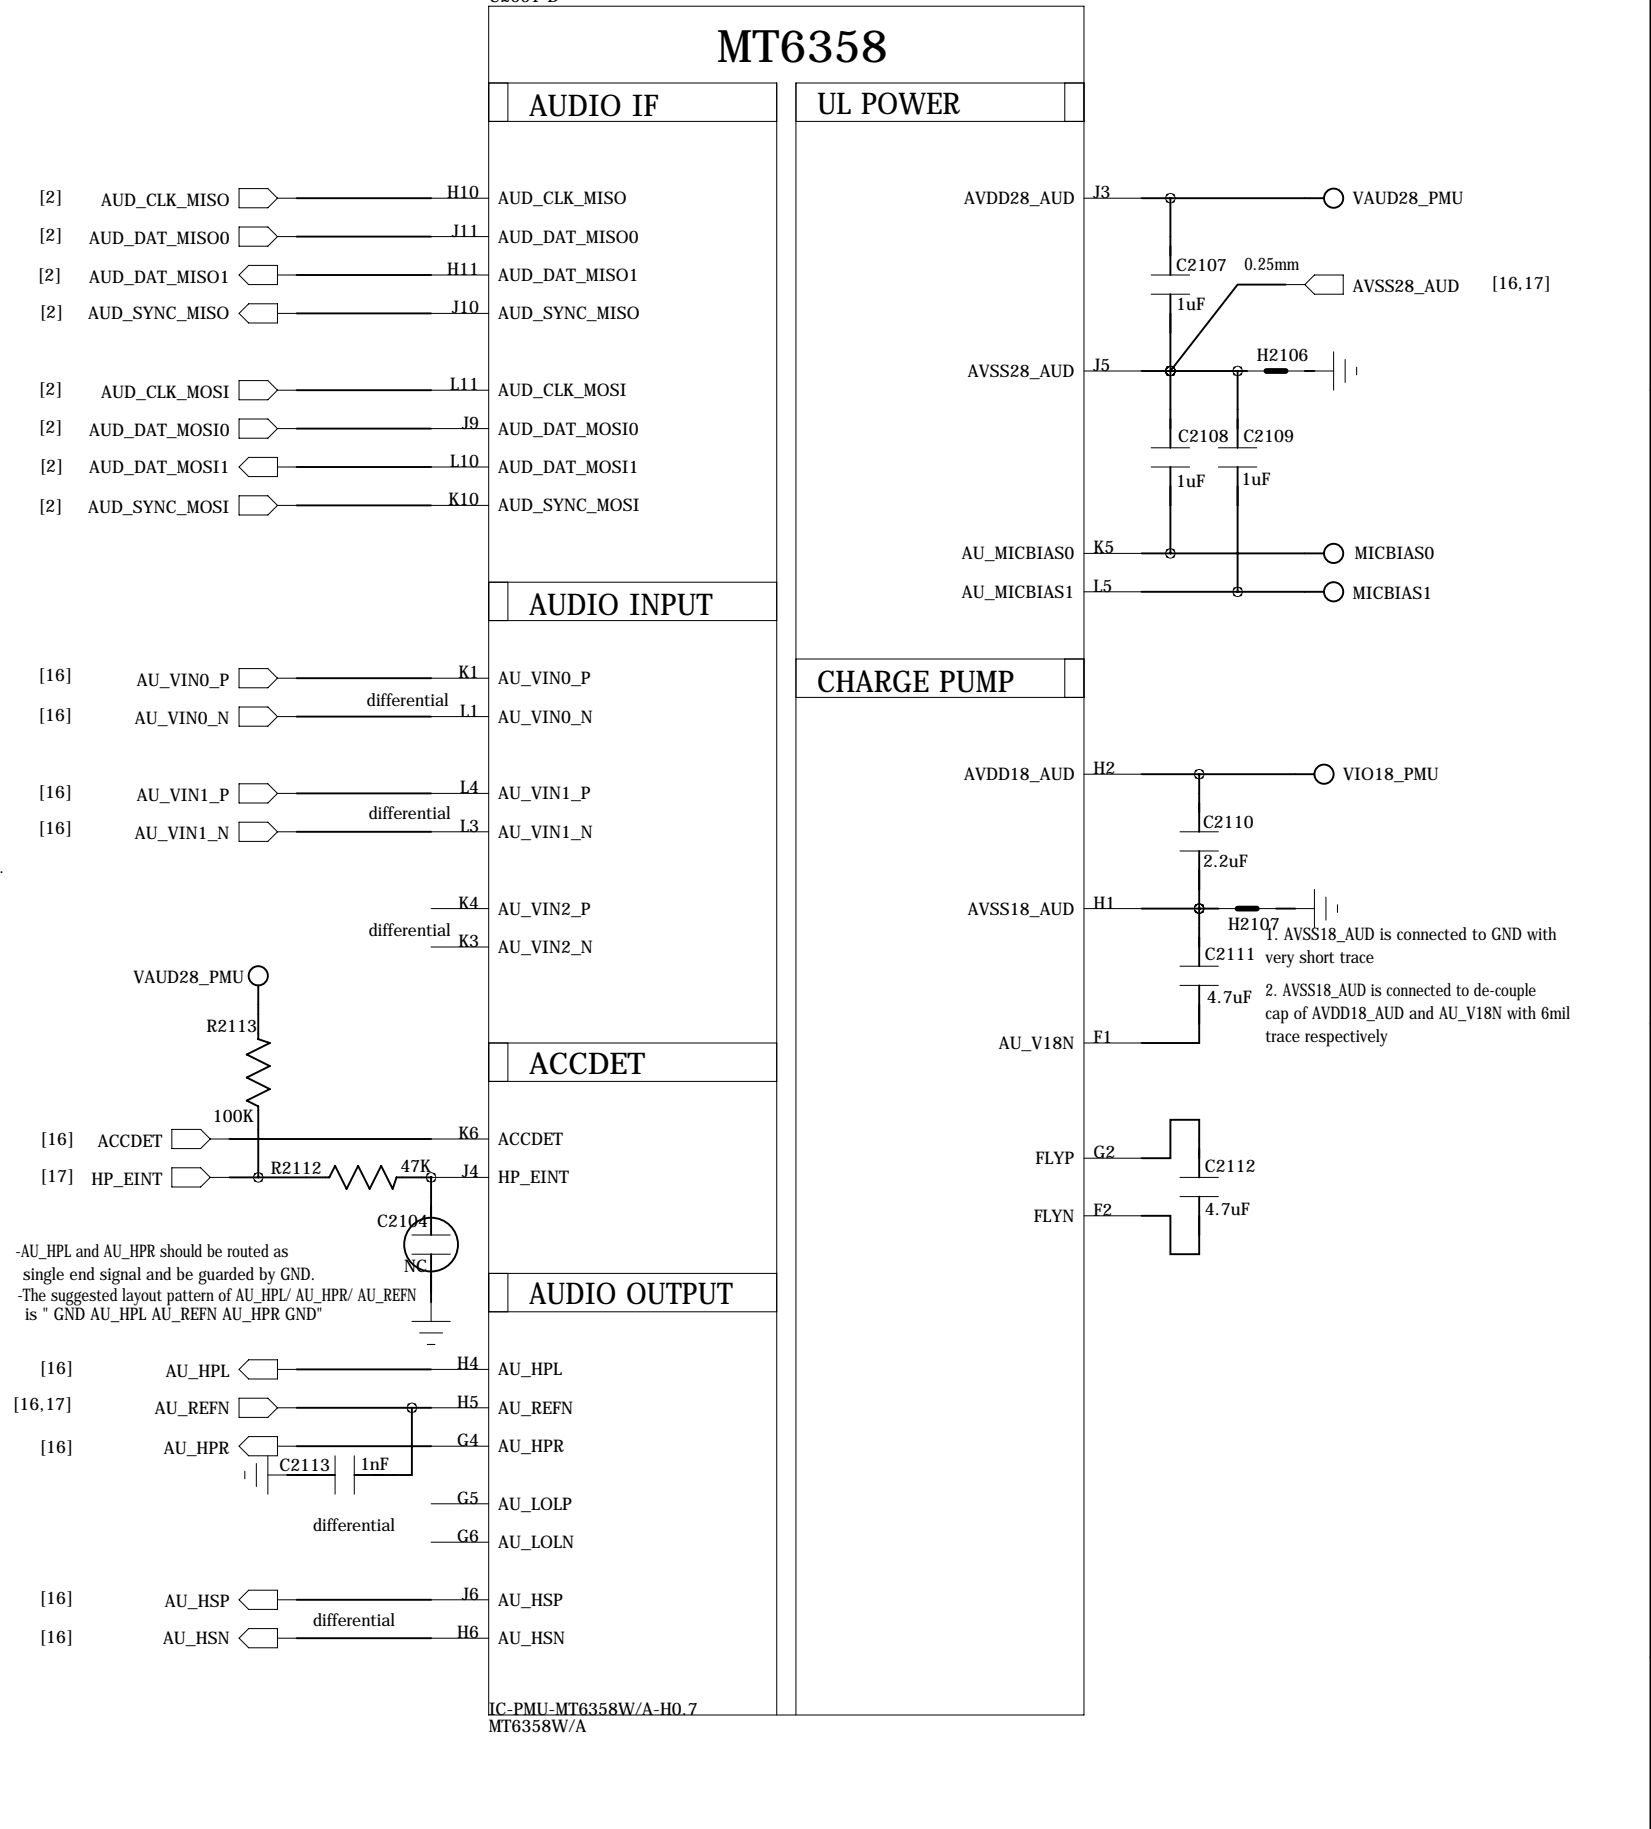 MT6358
AUDIO IF
UL POWER
[2] AUD_CLK_MISO H10 AUD_CLK_MISO
[2] AUD_DAT_MISO0 J11 AUD_DAT_MISO0
[2] AUD_DAT_MISO1 H11 AUD_DAT_MISO1
[2] AUD_SYNC_MISO J10 AUD_SYNC_MISO
[2] AUD_CLK_MOSI L11 AUD_CLK_MOSI
[2] AUD_DAT_MOSI0 J9 AUD_DAT_MOSI0
[2] AUD_DAT_MOSI1 L10 AUD_DAT_MOSI1
[2] AUD_SYNC_MOSI K10 AUD_SYNC_MOSI
AVDD28_AUD J3 VAUD28_PMU
C2107 0.25mm
1uF
AVSS28_AUD [16,17]
AVSS28_AUD J5 H2106
C2108 C2109
1uF 1uF
AU_MICBIAS0 K5 MICBIAS0
AU_MICBIAS1 L5 MICBIAS1
AUDIO INPUT
[16] AU_VIN0_P K1 AU_VIN0_P
differential
[16] AU_VIN0_N L1 AU_VIN0_N
[16] AU_VIN1_P L4 AU_VIN1_P
differential
[16] AU_VIN1_N L3 AU_VIN1_N
K4 AU_VIN2_P
differential
K3 AU_VIN2_N
CHARGE PUMP
AVDD18_AUD H2 VIO18_PMU
C2110
2.2uF
AVSS18_AUD H1
H2107
C2111
4.7uF
1. AVSS18_AUD is connected to GND with
very short trace
2. AVSS18_AUD is connected to de-couple
cap of AVDD18_AUD and AU_V18N with 6mil
trace respectively
AU_V18N F1
FLYP G2
C2112
4.7uF
FLYN F2
VAUD28_PMU
R2113
100K
ACCDET
[16] ACCDET K6 ACCDET
[17] HP_EINT R2112 47K J4 HP_EINT
C2104
NC
-AU_HPL and AU_HPR should be routed as
single end signal and be guarded by GND.
-The suggested layout pattern of AU_HPL/ AU_HPR/ AU_REFN
is " GND AU_HPL AU_REFN AU_HPR GND"
AUDIO OUTPUT
[16] AU_HPL H4 AU_HPL
[16,17] AU_REFN H5 AU_REFN
[16] AU_HPR G4 AU_HPR
C2113 1nF
G5 AU_LOLP
differential
G6 AU_LOLN
[16] AU_HSP J6 AU_HSP
differential
[16] AU_HSN H6 AU_HSN
IC-PMU-MT6358W/A-H0.7
MT6358W/A